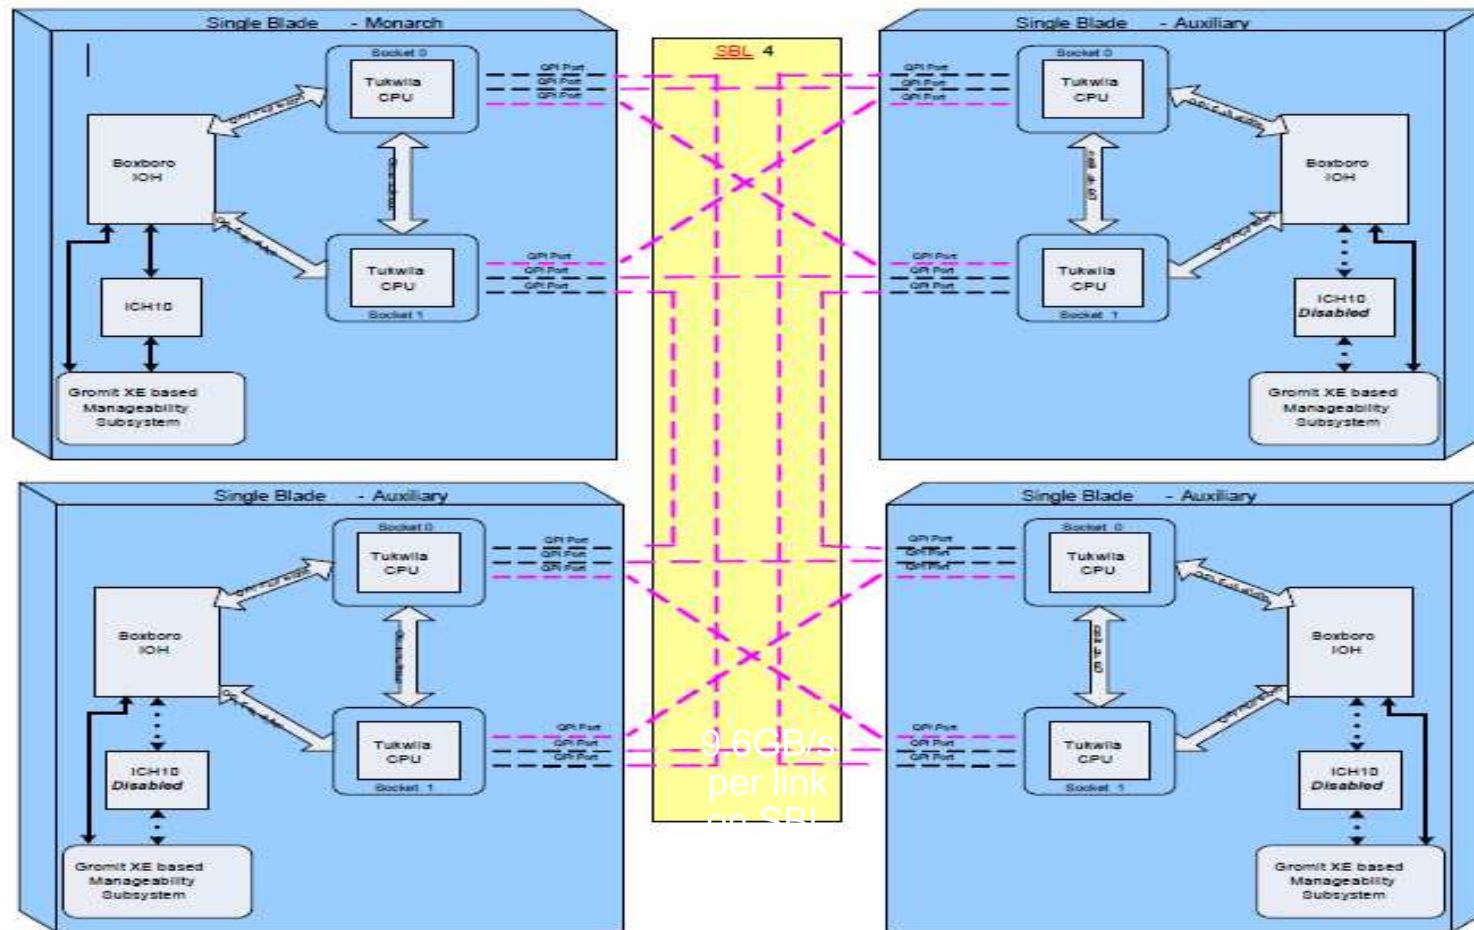 Single Blade - Monarch
Socket 0
Tukwila
CPU
QPI Port
QPI Port
QPI Port
Boxboro
IOH
Tukwila
CPU
Socket 1
QPI Port
QPI Port
QPI Port
ICH10
Gromit XE based
Manageability
Subsystem
SBL 4
Single Blade - Auxiliary
Socket 0
QPI Port
QPI Port
QPI Port
Tukwila
CPU
Boxboro
IOH
QPI Port
QPI Port
QPI Port
Tukwila
CPU
Socket 1
ICH10
Disabled
Gromit XE based
Manageability
Subsystem
Single Blade - Auxiliary
Socket 0
Tukwila
CPU
QPI Port
QPI Port
QPI Port
Boxboro
IOH
Tukwila
CPU
Socket 1
QPI Port
QPI Port
QPI Port
ICH10
Disabled
Gromit XE based
Manageability
Subsystem
9.6GB/s
per link
on SBL
Single Blade - Auxiliary
Socket 0
QPI Port
QPI Port
QPI Port
Tukwila
CPU
Boxboro
IOH
QPI Port
QPI Port
QPI Port
Tukwila
CPU
Socket 1
ICH10
Disabled
Gromit XE based
Manageability
Subsystem